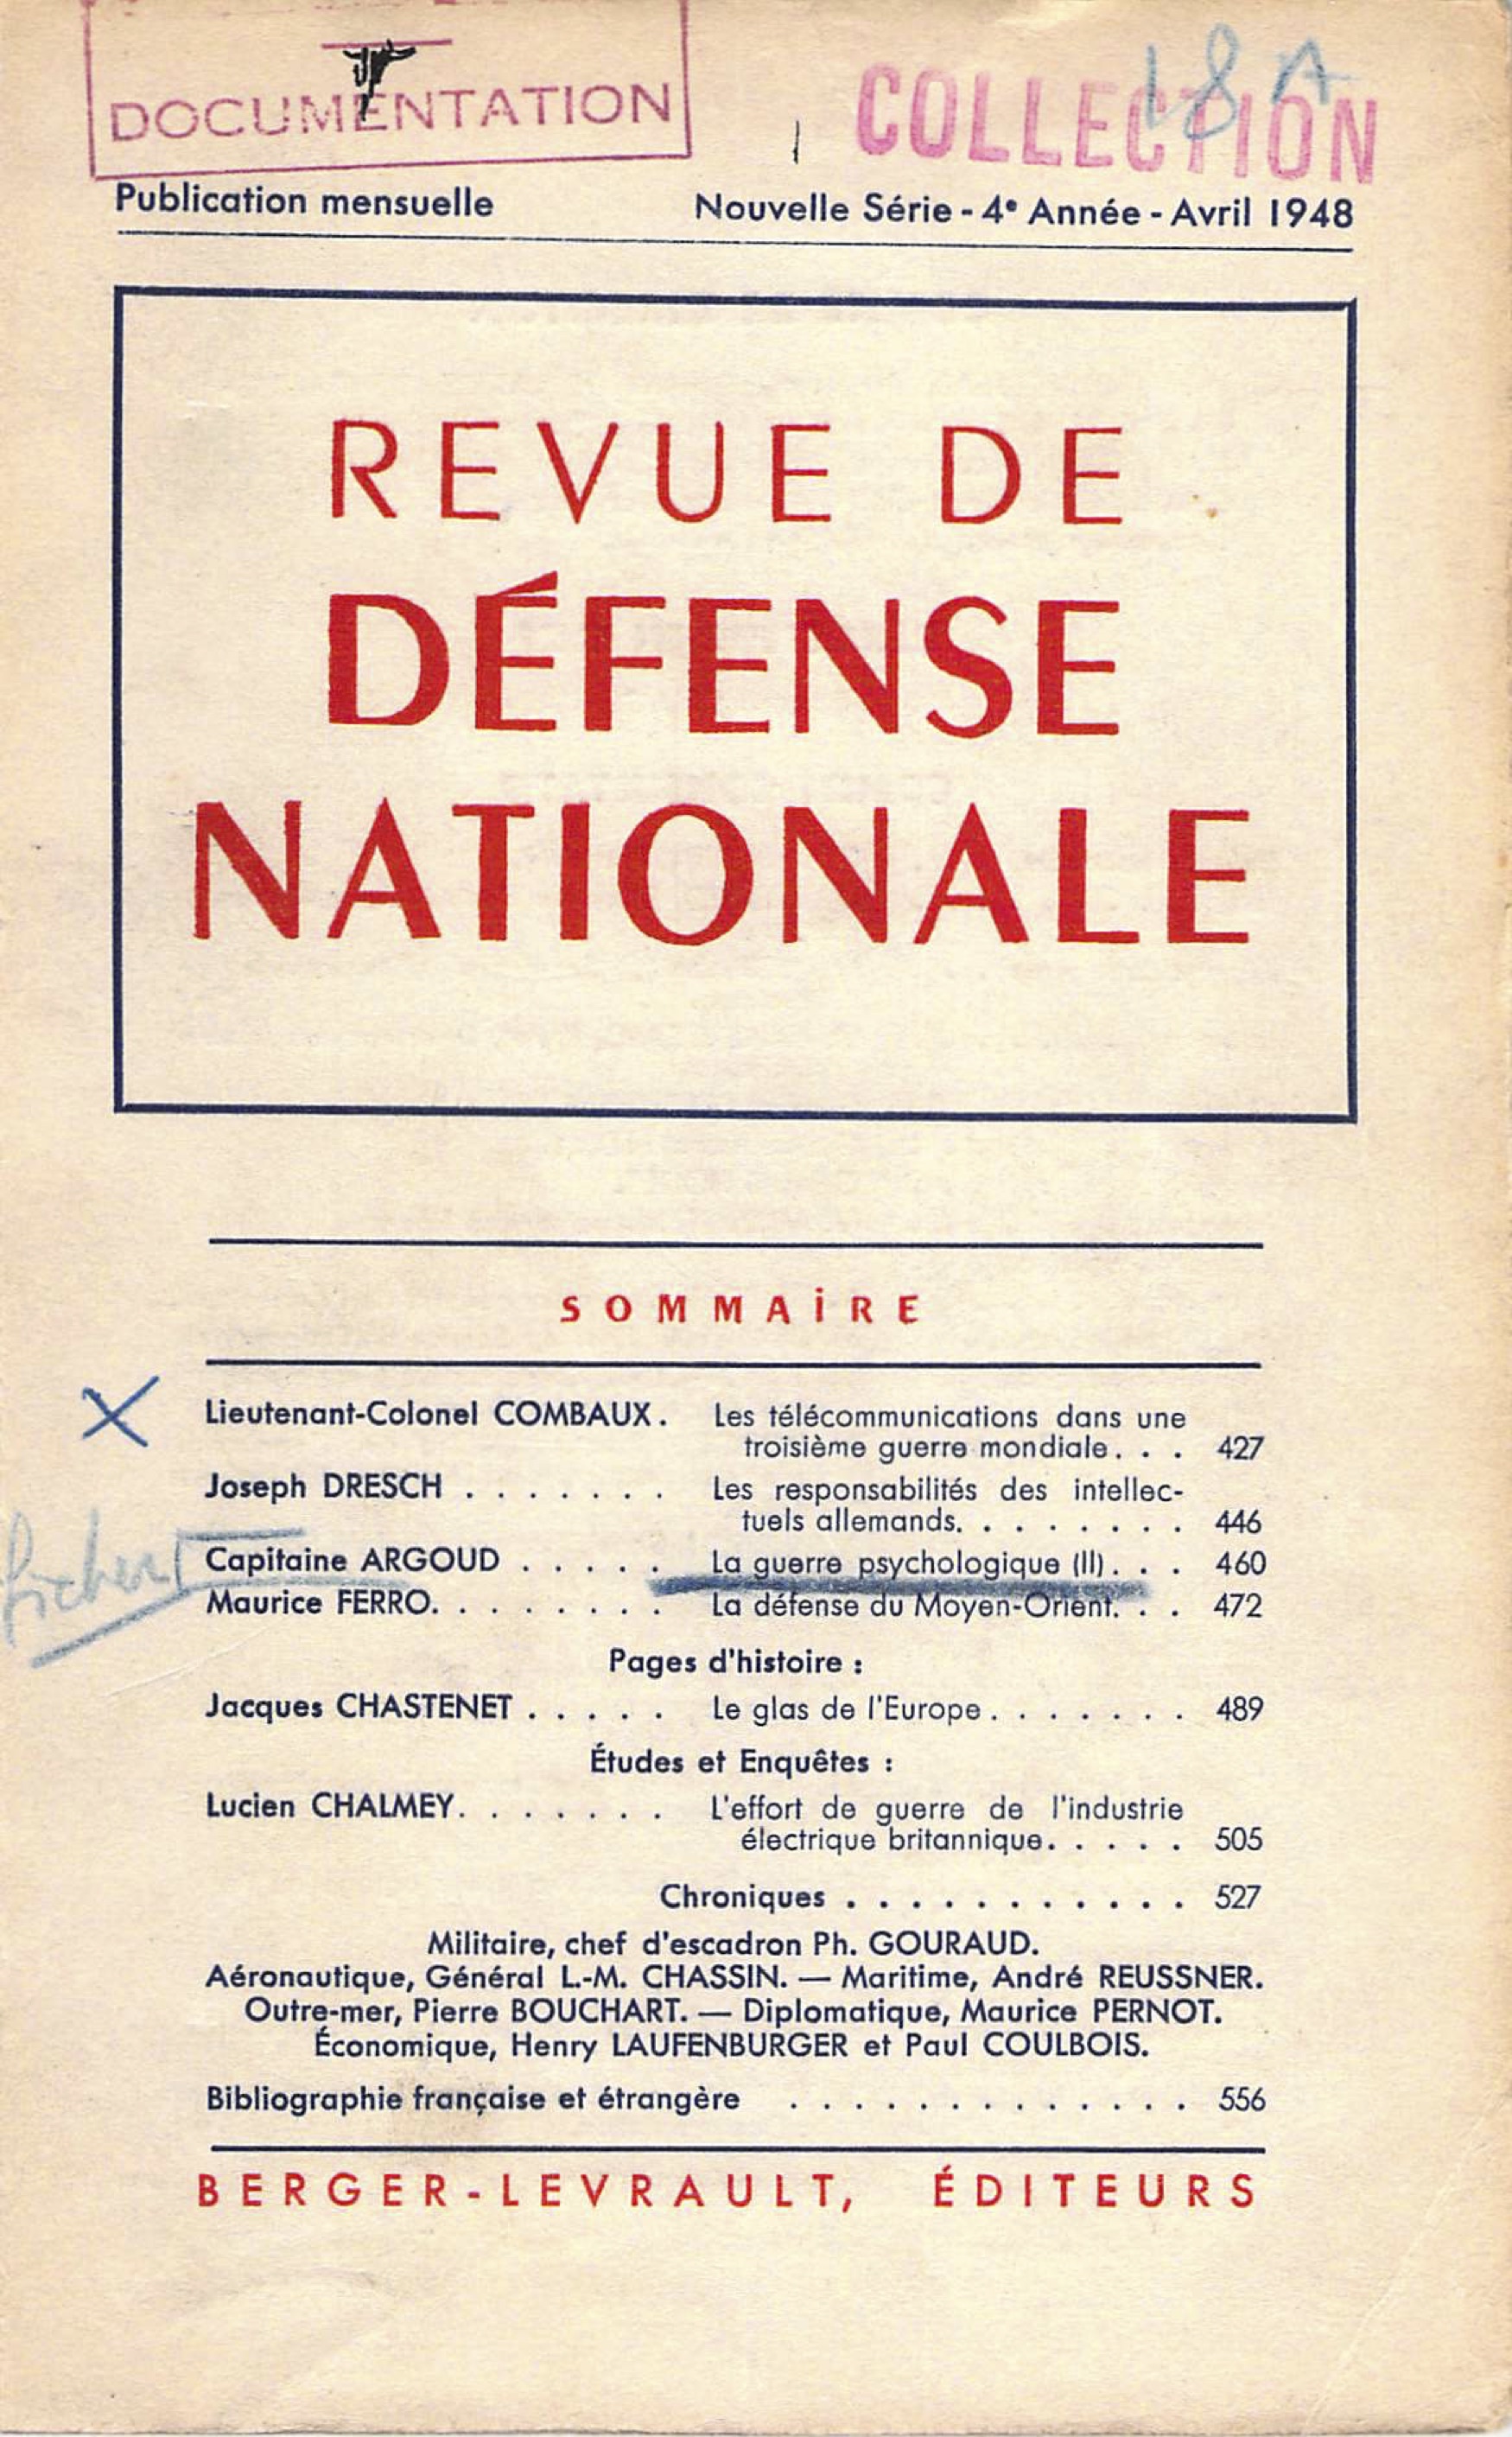 DOCUMENTATION
COLLECTION
18 A
Publication mensuelle Nouvelle Série - 4e Année - Avril 1948
REVUE DE
DÉFENSE
NATIONALE
SOMMAiRE
Lieutenant-Colonel COMBAUX. Les télécommunications dans une
troisième guerre mondiale. . . 427
Joseph DRESCH . . . . . . . Les responsabilités des intellec-
tuels allemands. . . . . . . . 446
ficher Capitaine ARGOUD . . . . . La guerre psychologique (II). . . 460
Maurice FERRO. . . . . . . . La défense du Moyen-Orient. . . 472
Pages d'histoire :
Jacques CHASTENET . . . . . Le glas de l'Europe. . . . . . . 489
Études et Enquêtes :
Lucien CHALMEY. . . . . . . L'effort de guerre de l'industrie
électrique britannique. . . . . 505
Chroniques . . . . . . . . . . . 527
Militaire, chef d'escadron Ph. GOURAUD.
Aéronautique, Général L.-M. CHASSIN. — Maritime, André REUSSNER.
Outre-mer, Pierre BOUCHART. — Diplomatique, Maurice PERNOT.
Économique, Henry LAUFENBURGER et Paul COULBOIS.
Bibliographie française et étrangère . . . . . . . . . . . . . 556
BERGER-LEVRAULT, ÉDITEURS